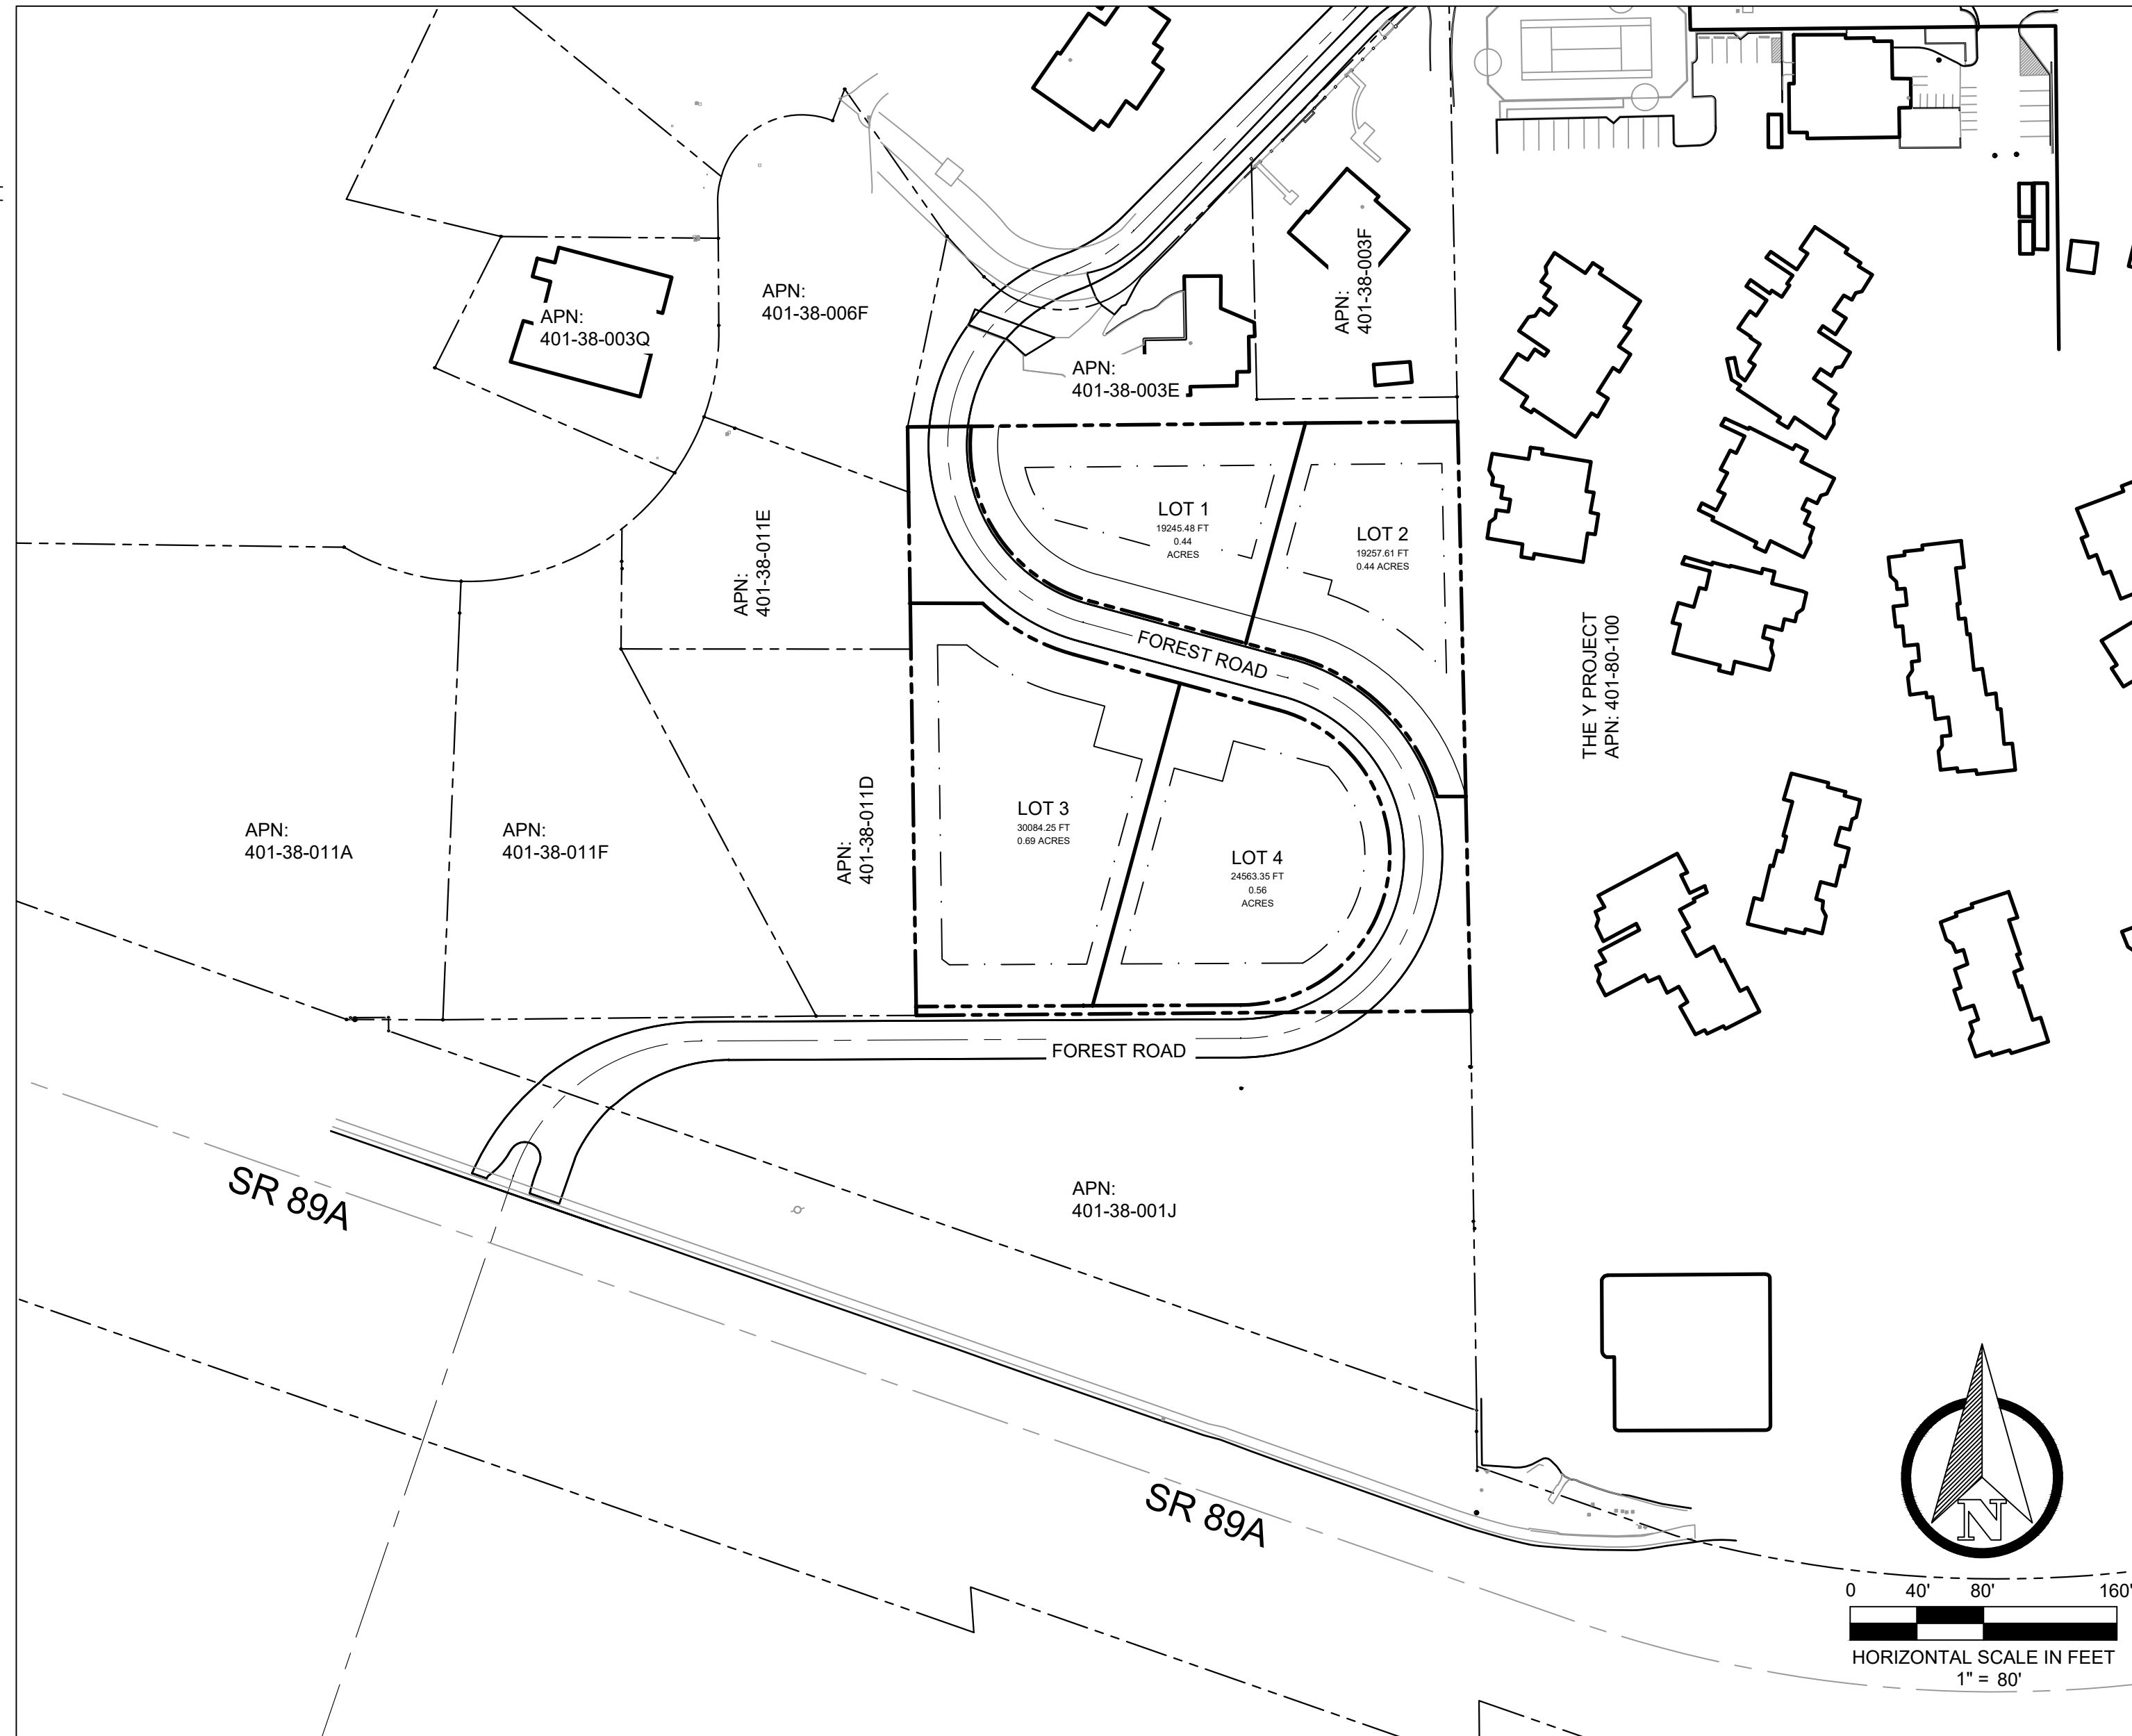 APN:
401-38-006F
APN:
401-38-003Q
APN:
401-38-003F
APN:
401-38-003E
LOT 1
19245.48 FT
0.44
ACRES
LOT 2
19257.61 FT
0.44 ACRES
APN:
401-38-011E
FOREST ROAD
THE Y PROJECT
APN: 401-80-100
LOT 3
30084.25 FT
0.69 ACRES
LOT 4
24563.35 FT
0.56
ACRES
APN:
401-38-011A
APN:
401-38-011F
APN:
401-38-011D
FOREST ROAD
SR 89A
APN:
401-38-001J
SR 89A
N
0 40' 80' 160'
HORIZONTAL SCALE IN FEET
1" = 80'